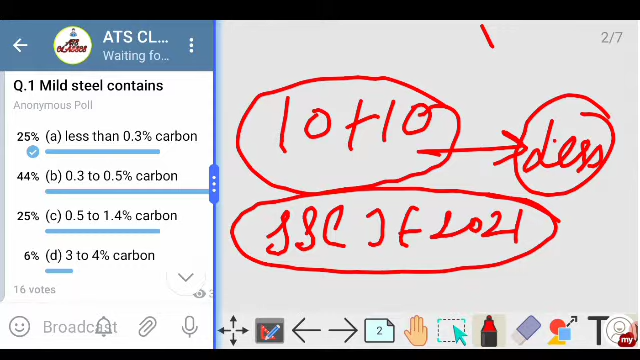 ATS CL...
Waiting fo...
Q.1 Mild steel contains
Anonymous Poll
25% (a) less than 0.3% carbon
44% (b) 0.3 to 0.5% carbon
25% (c) 0.5 to 1.4% carbon
6% (d) 3 to 4% carbon
16 votes
3
Broadcast
2/7
10+10
dess
SSC JE 2021
2
T
my